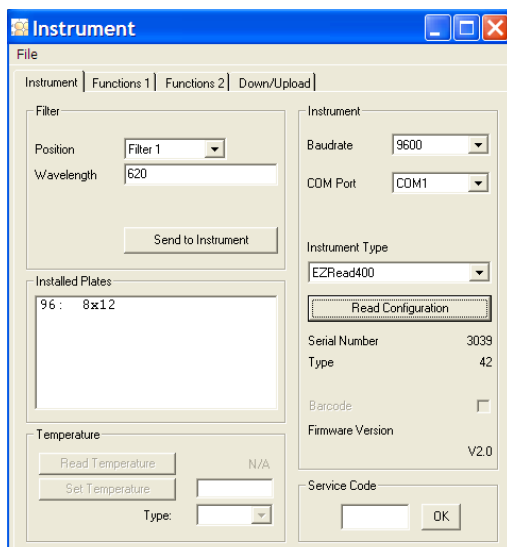 Instrument
File
Instrument Functions 1 Functions 2 Down/Upload
Filter
Position Filter 1
Wavelength 620
Send to Instrument
Installed Plates
96: 8x12
Temperature
Read Temperature N/A
Set Temperature
Type:
Instrument
Baudrate 9600
COM Port COM1
Instrument Type
EZRead400
Read Configuration
Serial Number 3039
Type 42
Barcode
Firmware Version
V2.0
Service Code
OK